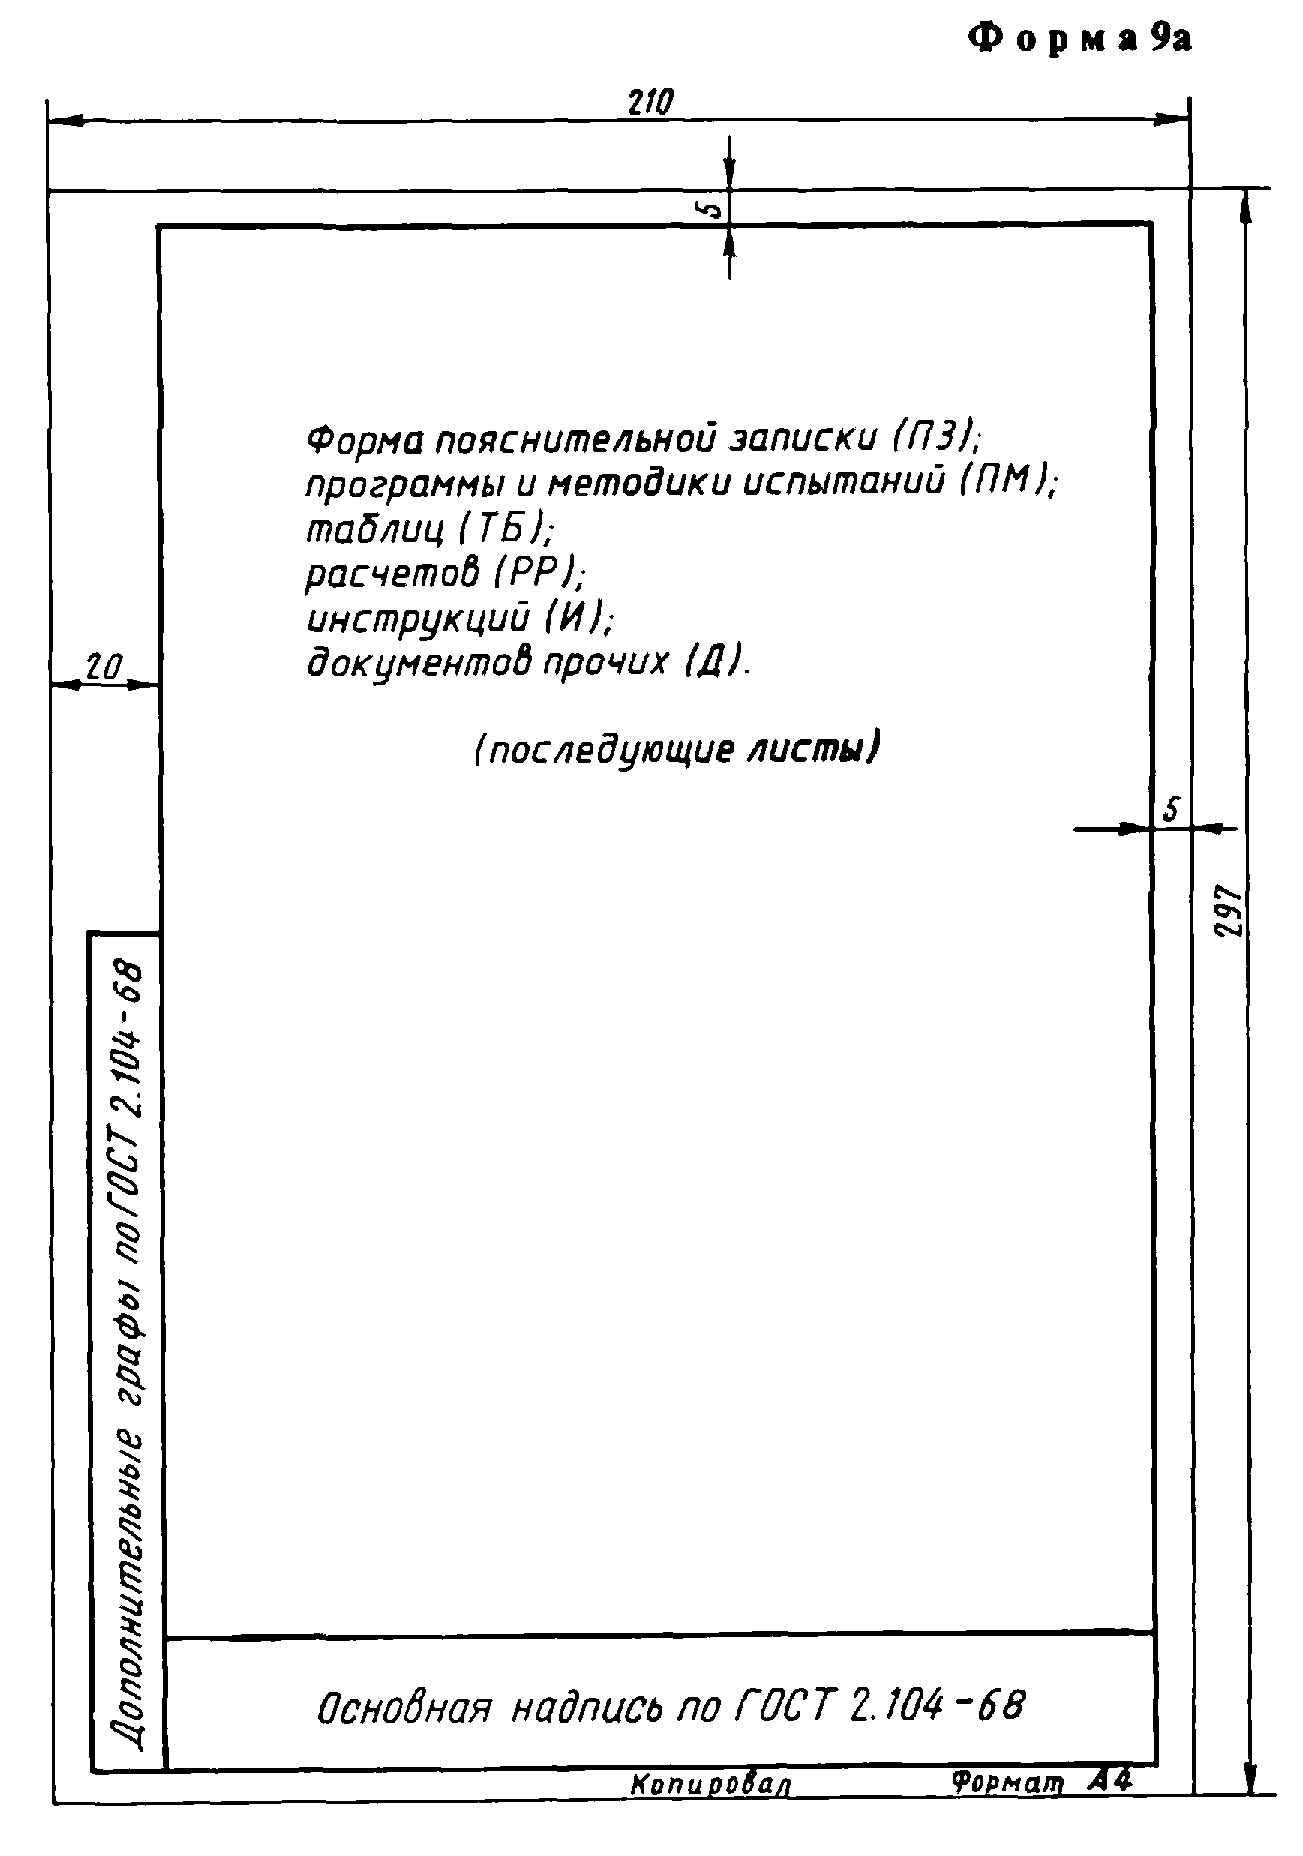 Форма 9а
210
5
Форма пояснительной записки (ПЗ);
программы и методики испытаний (ПМ);
таблиц (ТБ);
расчетов (РР);
инструкций (И);
документов прочих (Д).
20
(последующие листы)
5
297
Дополнительные графы по ГОСТ 2.104-68
Основная надпись по ГОСТ 2.104-68
Копировал Формат А4